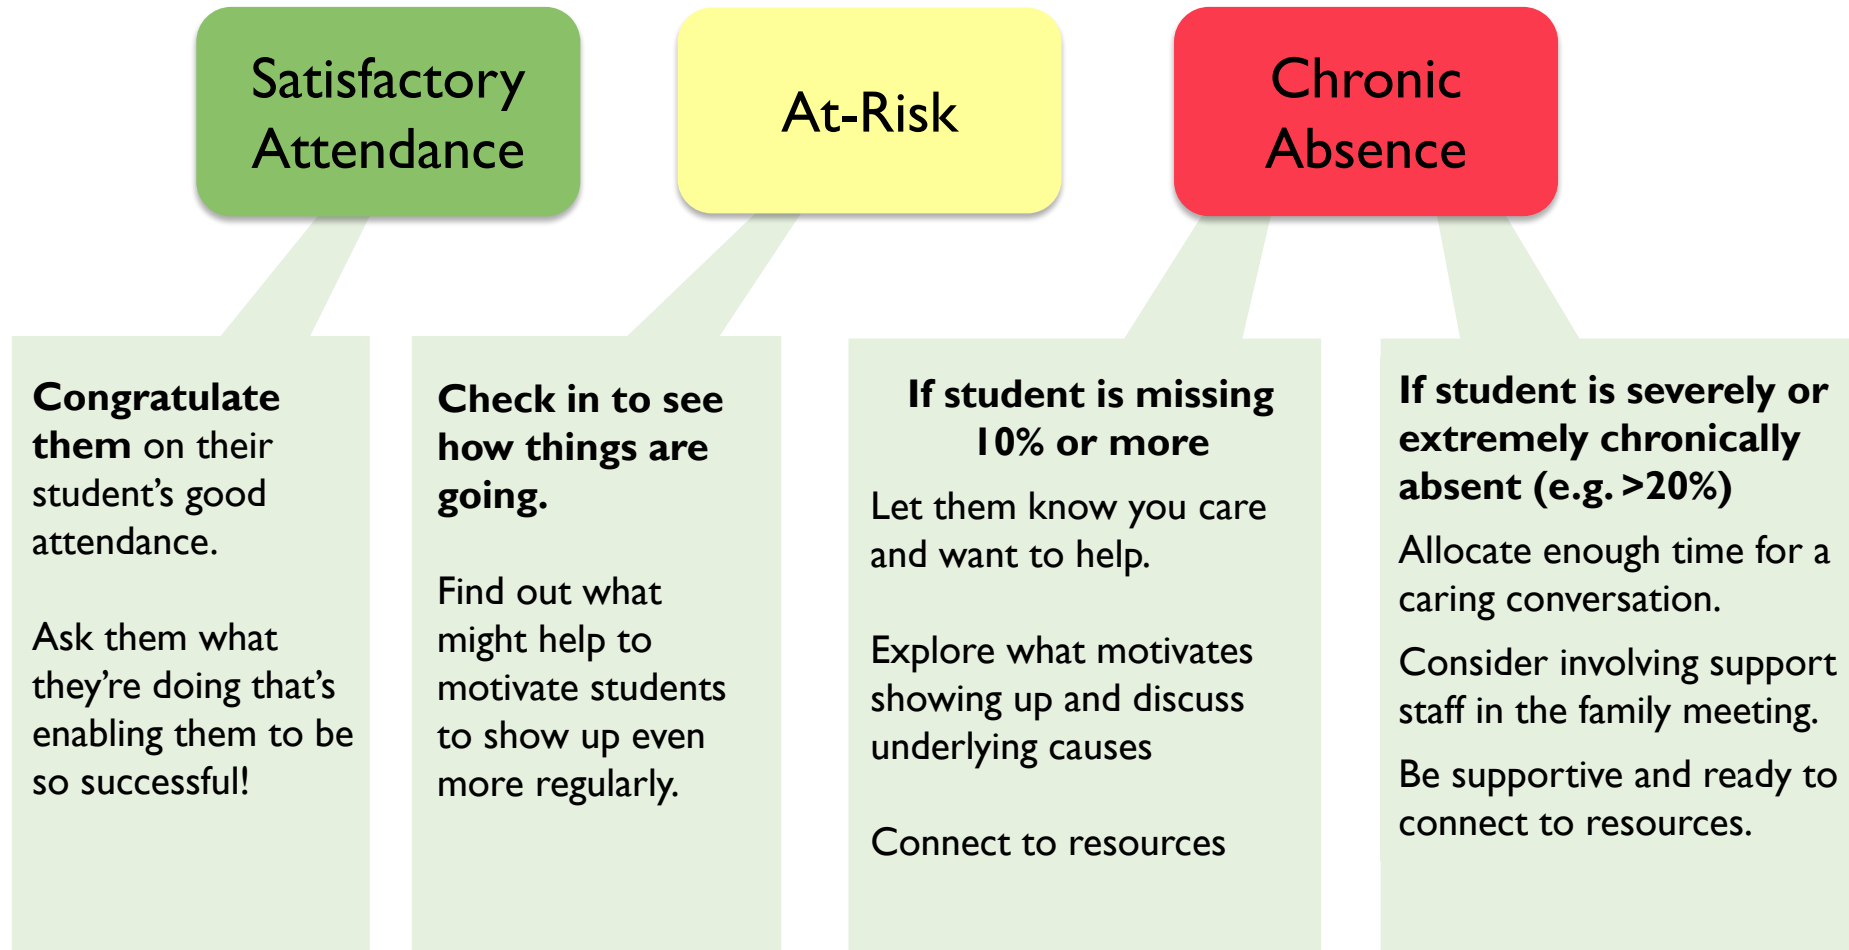 Satisfactory
Attendance
At-Risk
Chronic
Absence
Congratulate
them on their
student’s good
attendance.
Ask them what
they’re doing that’s
enabling them to be
so successful!
Check in to see
how things are
going.
Find out what
might help to
motivate students
to show up even
more regularly.
If student is missing
10% or more
Let them know you care
and want to help.
Explore what motivates
showing up and discuss
underlying causes
Connect to resources
If student is severely or
extremely chronically
absent (e.g. >20%)
Allocate enough time for a
caring conversation.
Consider involving support
staff in the family meeting.
Be supportive and ready to
connect to resources.